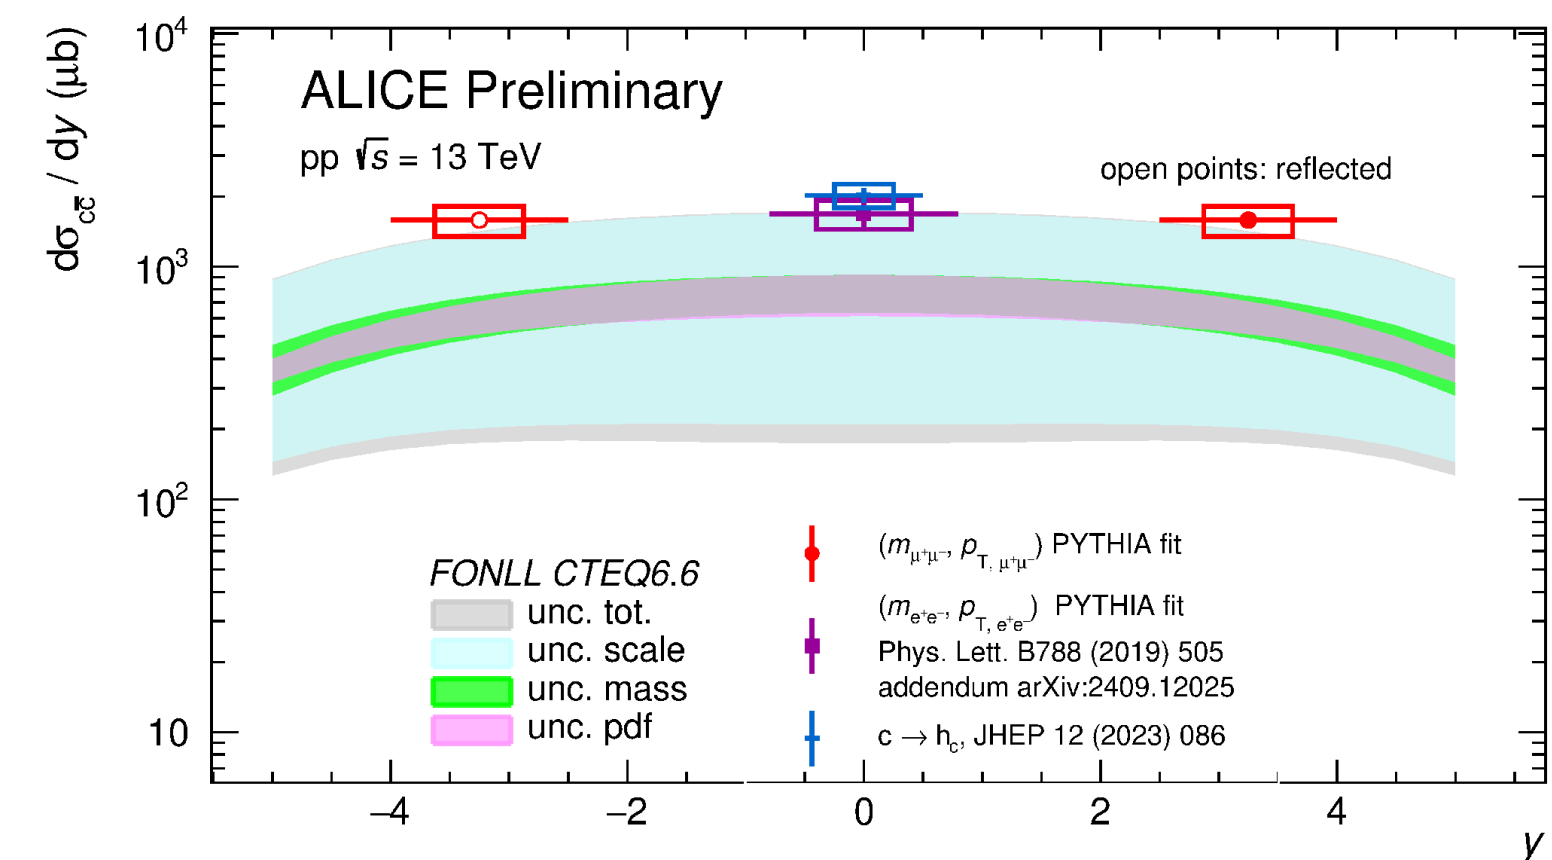 dσcc̅ / dy (μb)
10⁴
10³
10²
10
ALICE Preliminary
pp √s = 13 TeV
open points: reflected
FONLL CTEQ6.6
unc. tot.
unc. scale
unc. mass
unc. pdf
(mμ⁺μ⁻, pT, μ⁺μ⁻) PYTHIA fit
(me⁺e⁻, pT, e⁺e⁻) PYTHIA fit
Phys. Lett. B788 (2019) 505
addendum arXiv:2409.12025
c → hc, JHEP 12 (2023) 086
−4 −2 0 2 4
y